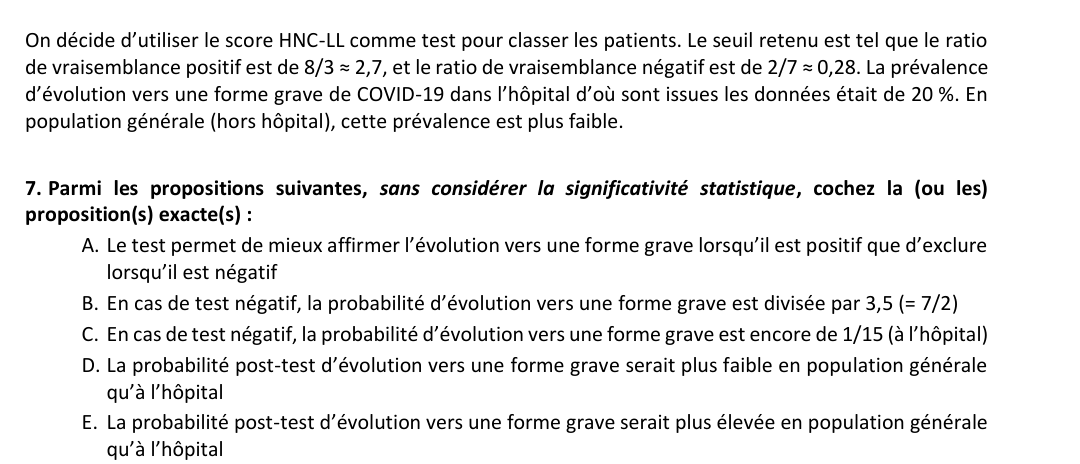 On décide d'utiliser le score HNC-LL comme test pour classer les patients. Le seuil retenu est tel que le ratio
de vraisemblance positif est de 8/3 ≈ 2,7, et le ratio de vraisemblance négatif est de 2/7 ≈ 0,28. La prévalence
d'évolution vers une forme grave de COVID-19 dans l'hôpital d'où sont issues les données était de 20 %. En
population générale (hors hôpital), cette prévalence est plus faible.
7. Parmi les propositions suivantes, sans considérer la significativité statistique, cochez la (ou les)
proposition(s) exacte(s) :
A. Le test permet de mieux affirmer l'évolution vers une forme grave lorsqu'il est positif que d'exclure
lorsqu'il est négatif
B. En cas de test négatif, la probabilité d'évolution vers une forme grave est divisée par 3,5 (= 7/2)
C. En cas de test négatif, la probabilité d'évolution vers une forme grave est encore de 1/15 (à l'hôpital)
D. La probabilité post-test d'évolution vers une forme grave serait plus faible en population générale
qu'à l'hôpital
E. La probabilité post-test d'évolution vers une forme grave serait plus élevée en population générale
qu'à l'hôpital